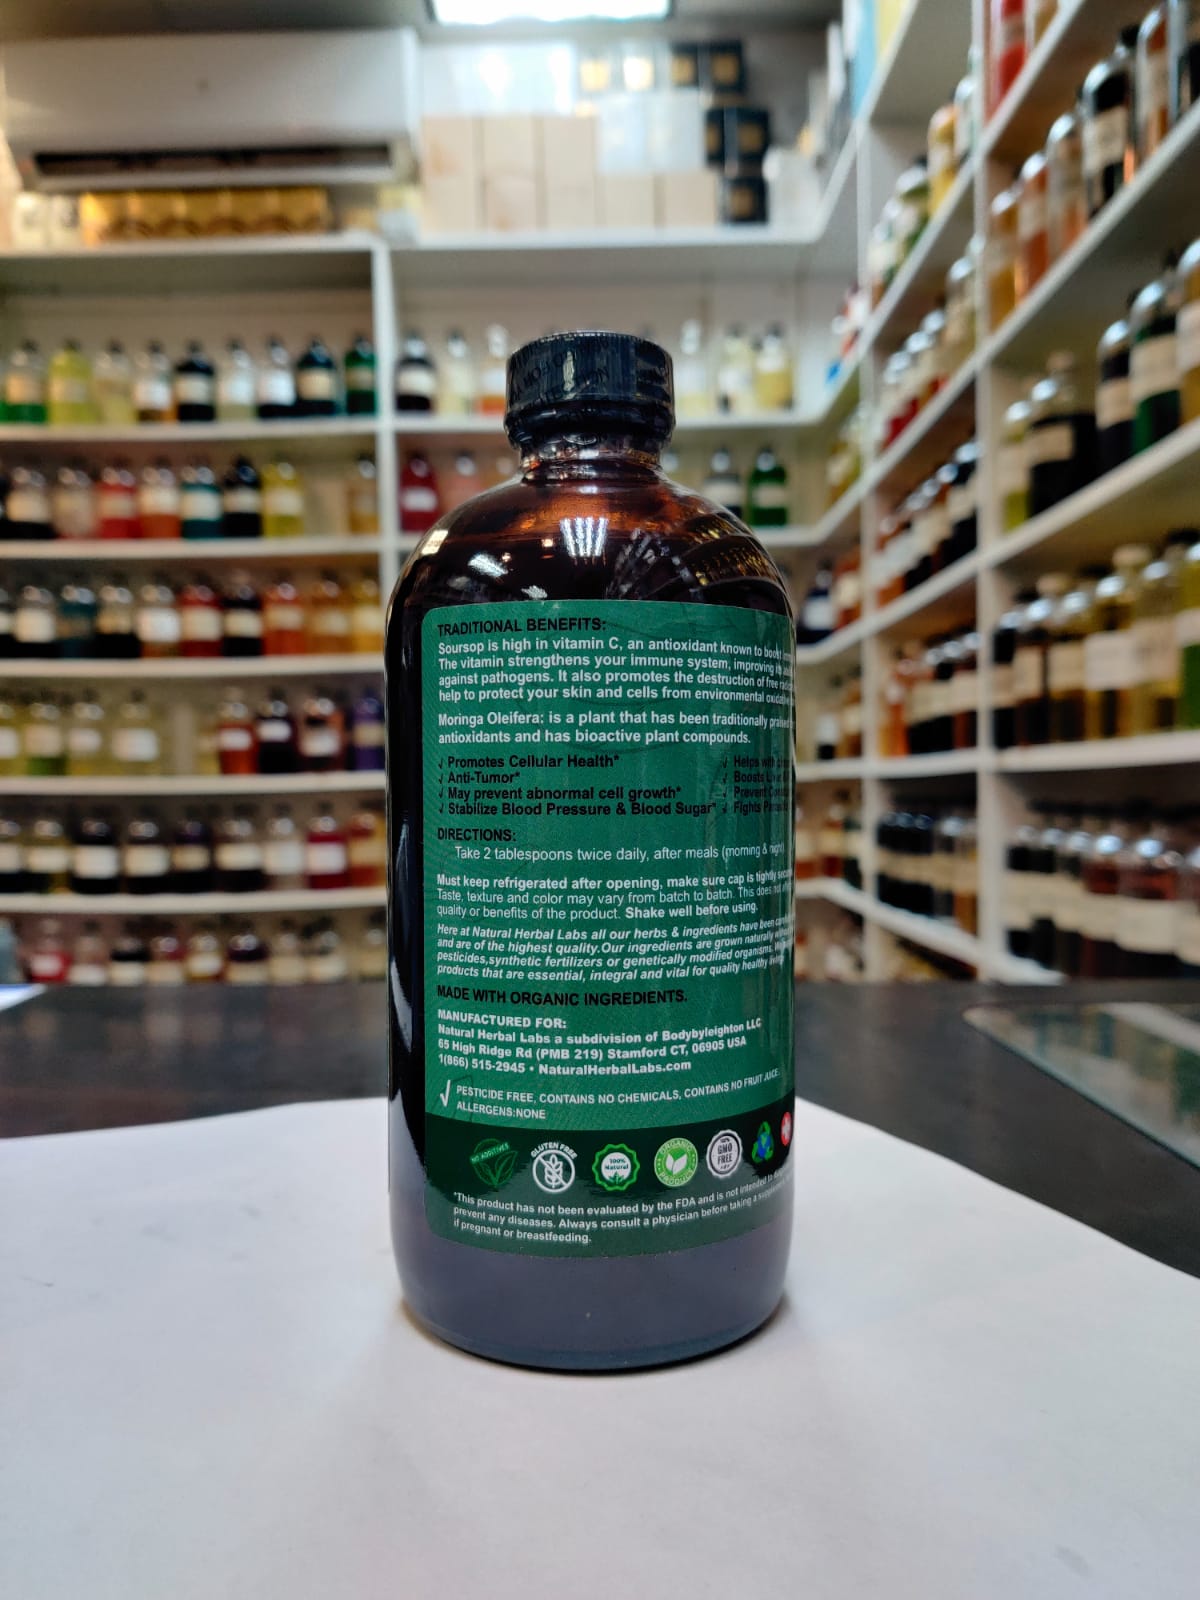 TRADITIONAL BENEFITS:
Soursop is high in vitamin C, an antioxidant known to boost
The vitamin strengthens your immune system, improving its
against pathogens. It also promotes the destruction of free
help to protect your skin and cells from environmental
Moringa Oleifera: is a plant that has been traditionally
antioxidants and has bioactive plant compounds.
✓ Promotes Cellular Health*
✓ Anti-Tumor*
✓ May prevent abnormal cell growth*
✓ Stabilize Blood Pressure & Blood Sugar*
✓ Helps with
✓ Boosts
✓ Prevent
✓ Fights
DIRECTIONS:
Take 2 tablespoons twice daily, after meals (morning & night)
Must keep refrigerated after opening, make sure cap is tightly
Taste, texture and color may vary from batch to batch. This does not
quality or benefits of the product. Shake well before using.
Here at Natural Herbal Labs all our herbs & ingredients have been
and are of the highest quality.Our ingredients are grown naturally
pesticides,synthetic fertilizers or genetically modified organisms.
products that are essential, integral and vital for quality healthy living.
MADE WITH ORGANIC INGREDIENTS.
MANUFACTURED FOR:
Natural Herbal Labs a subdivision of Bodybyleighton LLC
65 High Ridge Rd (PMB 219) Stamford CT, 06905 USA
1(866) 515-2945 • NaturalHerbalLabs.com
✓ PESTICIDE FREE, CONTAINS NO CHEMICALS, CONTAINS NO FRUIT JUICE.
ALLERGENS:NONE
NO ADDITIVES
GLUTEN FREE
100% Natural
ORGANIC PRODUCT
100% GMO FREE
*This product has not been evaluated by the FDA and is not intended to
prevent any diseases. Always consult a physician before taking a
if pregnant or breastfeeding.